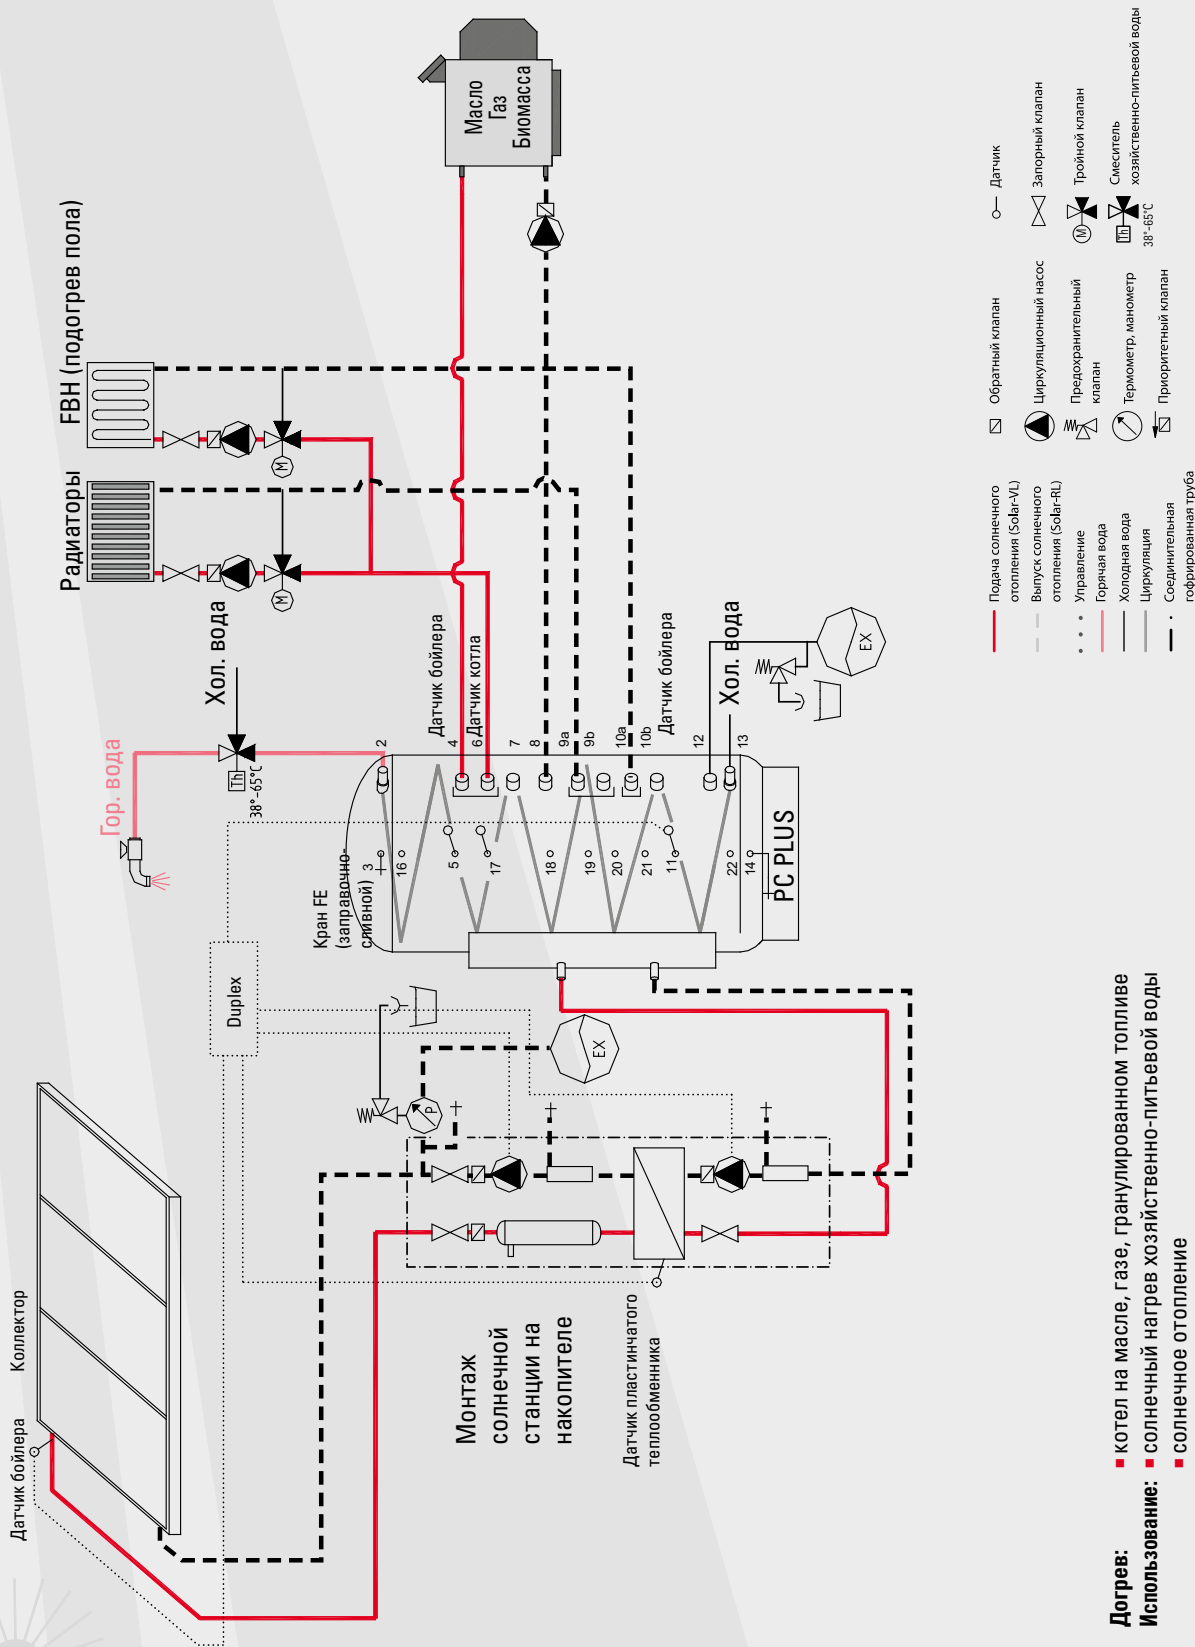 Датчик бойлера
Коллектор
Duplex
Монтаж
солнечной
станции на
накопителе
Датчик пластинчатого
теплообменника
P
EX
Кран FE
(заправочно-
сливной)
Гор. вода
Th
38°-65°C
Хол. вода
Радиаторы
FBH (подогрев пола)
M
M
Масло
Газ
Биомасса
Датчик бойлера
Датчик котла
Датчик бойлера
Хол. вода
EX
2
4
6
7
8
9a
9b
10a
10b
12
13
3
16
5
17
18
19
20
21
11
22
14
PC PLUS
Подача солнечного
отопления (Solar-VL)
Выпуск солнечного
отопления (Solar-RL)
Управление
Горячая вода
Холодная вода
Циркуляция
Соединительная
гофрированная труба
Обратный клапан
Циркуляционный насос
Предохранительный
клапан
Термометр, манометр
Приоритетный клапан
Датчик
Запорный клапан
M
Тройной клапан
Th
38°-65°C
Смеситель
хозяйственно-питьевой воды
Догрев: ■ котел на масле, газе, гранулированном топливе
Использование: ■ солнечный нагрев хозяйственно-питьевой воды
■ солнечное отопление